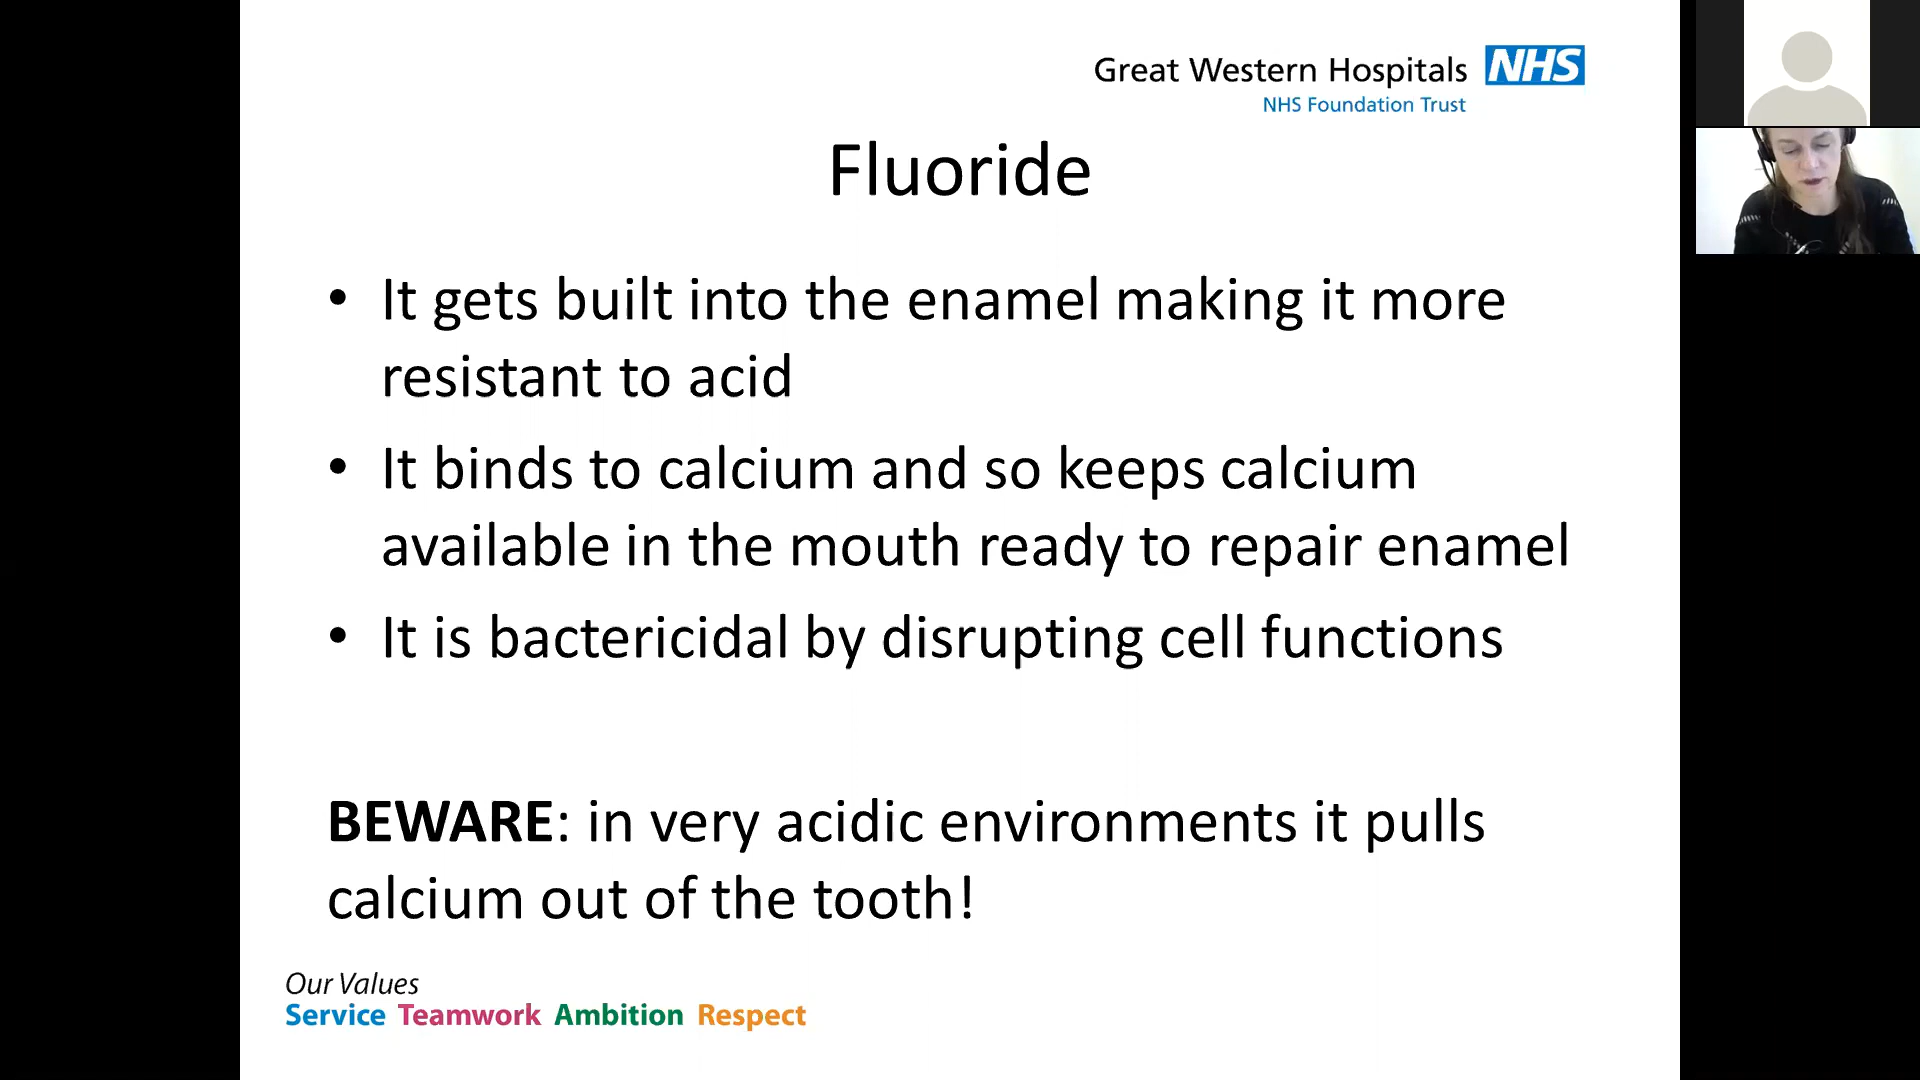 Great Western Hospitals NHS
NHS Foundation Trust
Fluoride
• It gets built into the enamel making it more
resistant to acid
• It binds to calcium and so keeps calcium
available in the mouth ready to repair enamel
• It is bactericidal by disrupting cell functions
BEWARE: in very acidic environments it pulls
calcium out of the tooth!
Our Values
Service Teamwork Ambition Respect